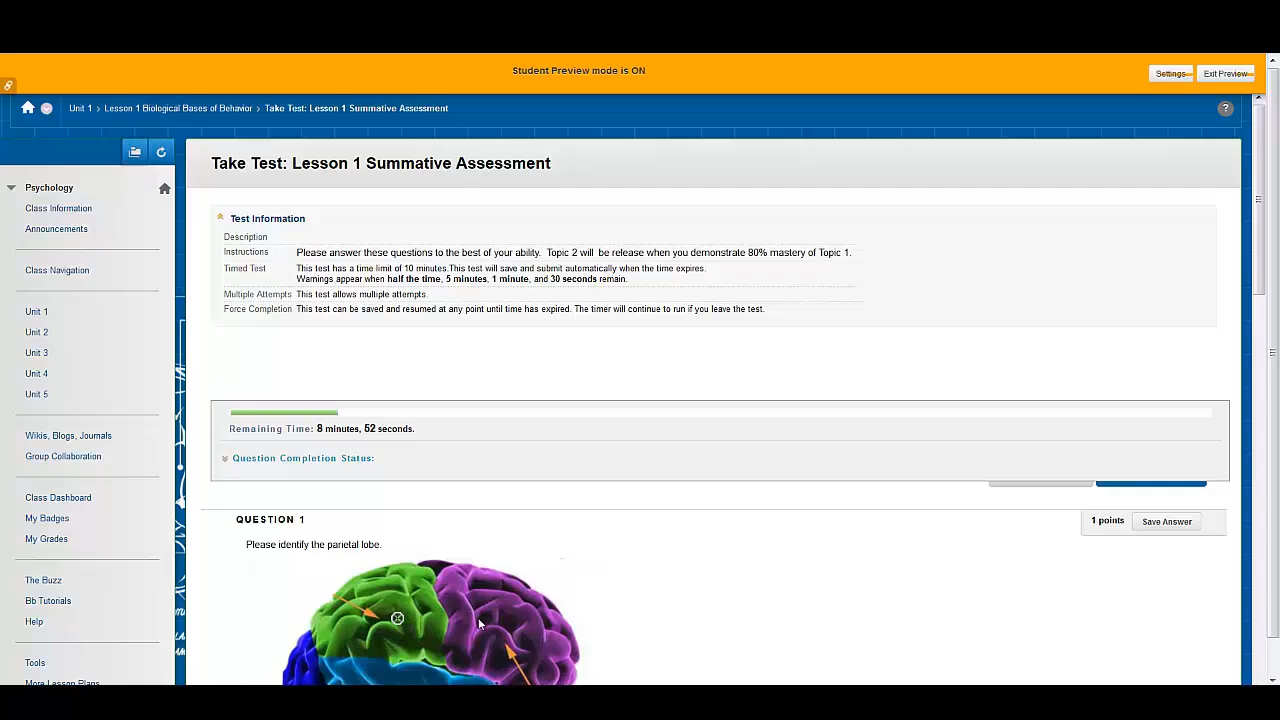 Student Preview mode is ON
Settings
Exit Preview
Unit 1 > Lesson 1 Biological Bases of Behavior > Take Test: Lesson 1 Summative Assessment
?
Psychology
Class Information
Announcements
Class Navigation
Unit 1
Unit 2
Unit 3
Unit 4
Unit 5
Wikis, Blogs, Journals
Group Collaboration
Class Dashboard
My Badges
My Grades
The Buzz
Bb Tutorials
Help
Tools
More Lesson Plans
Take Test: Lesson 1 Summative Assessment
Test Information
Description
Instructions Please answer these questions to the best of your ability. Topic 2 will be release when you demonstrate 80% mastery of Topic 1.
Timed Test This test has a time limit of 10 minutes.This test will save and submit automatically when the time expires.
Warnings appear when half the time, 5 minutes, 1 minute, and 30 seconds remain.
Multiple Attempts This test allows multiple attempts.
Force Completion This test can be saved and resumed at any point until time has expired. The timer will continue to run if you leave the test.
Remaining Time: 8 minutes, 52 seconds.
Question Completion Status:
QUESTION 1
1 points
Save Answer
Please identify the parietal lobe.